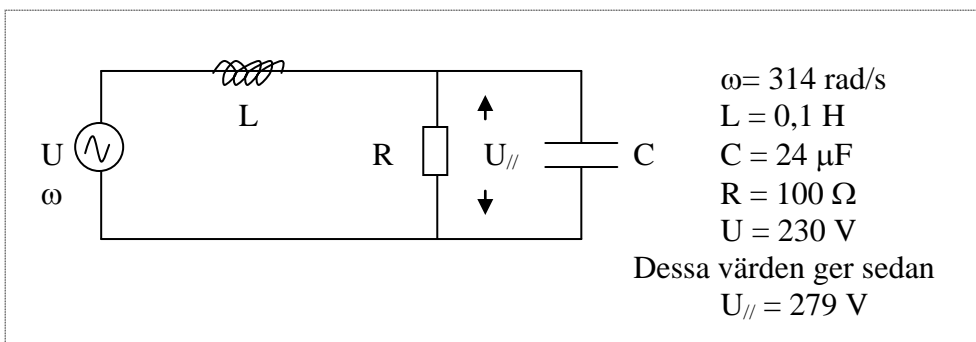 ω= 314 rad/s
L = 0,1 H
L
C = 24 μF
U
R
U//
C
R = 100 Ω
ω
U = 230 V
Dessa värden ger sedan
U// = 279 V